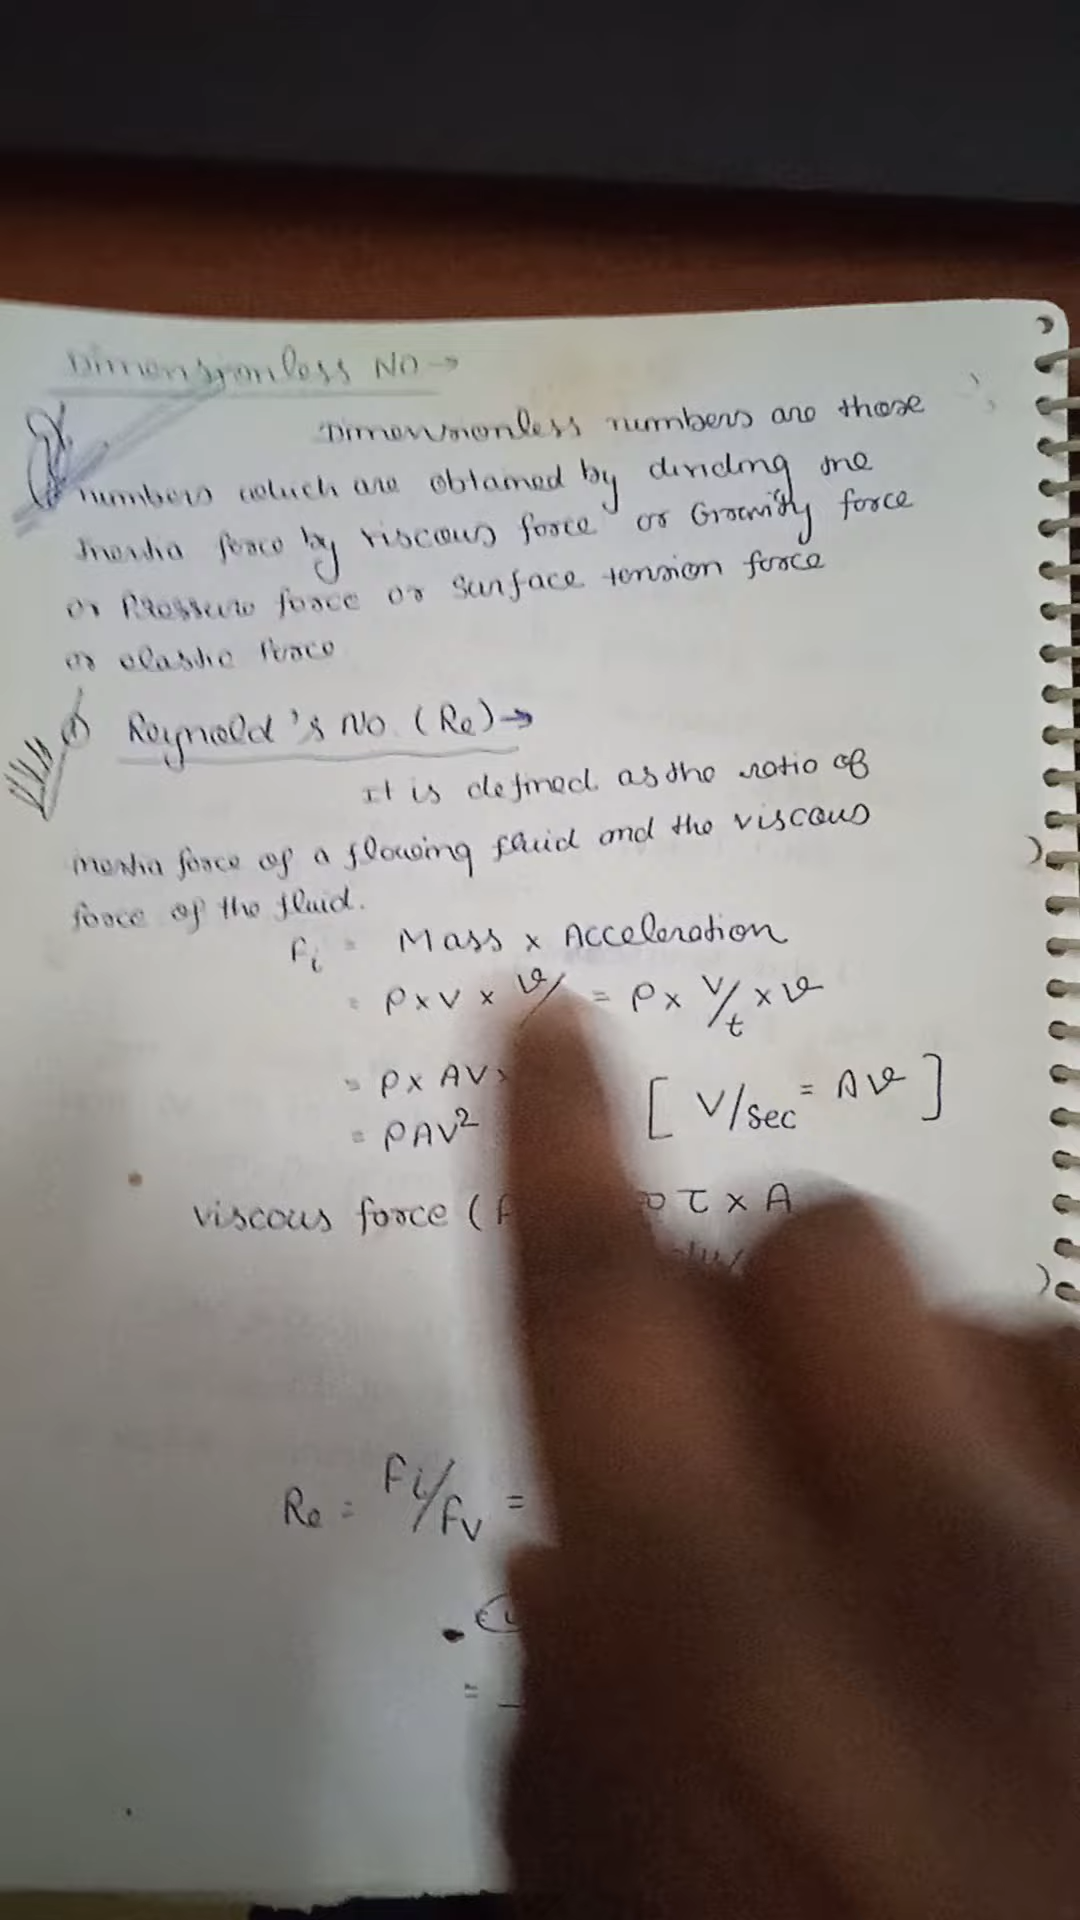 Dimensionless No →
Dimensionless numbers are those
numbers which are obtained by dividing the
Inertia force by viscous force or Gravity force
or Pressure force or surface tension force
or elastic force
1) Reynold's No. (Re) →
It is defined as the ratio of
inertia force of a flowing fluid and the viscous
force of the fluid.
Fi = Mass × Acceleration
= ρ × V × v/ = ρ × V/t × v
= ρ × AV × [ V/sec = Av ]
= ρAV²
viscous force ( τ × A
Re = Fi/Fv =
=